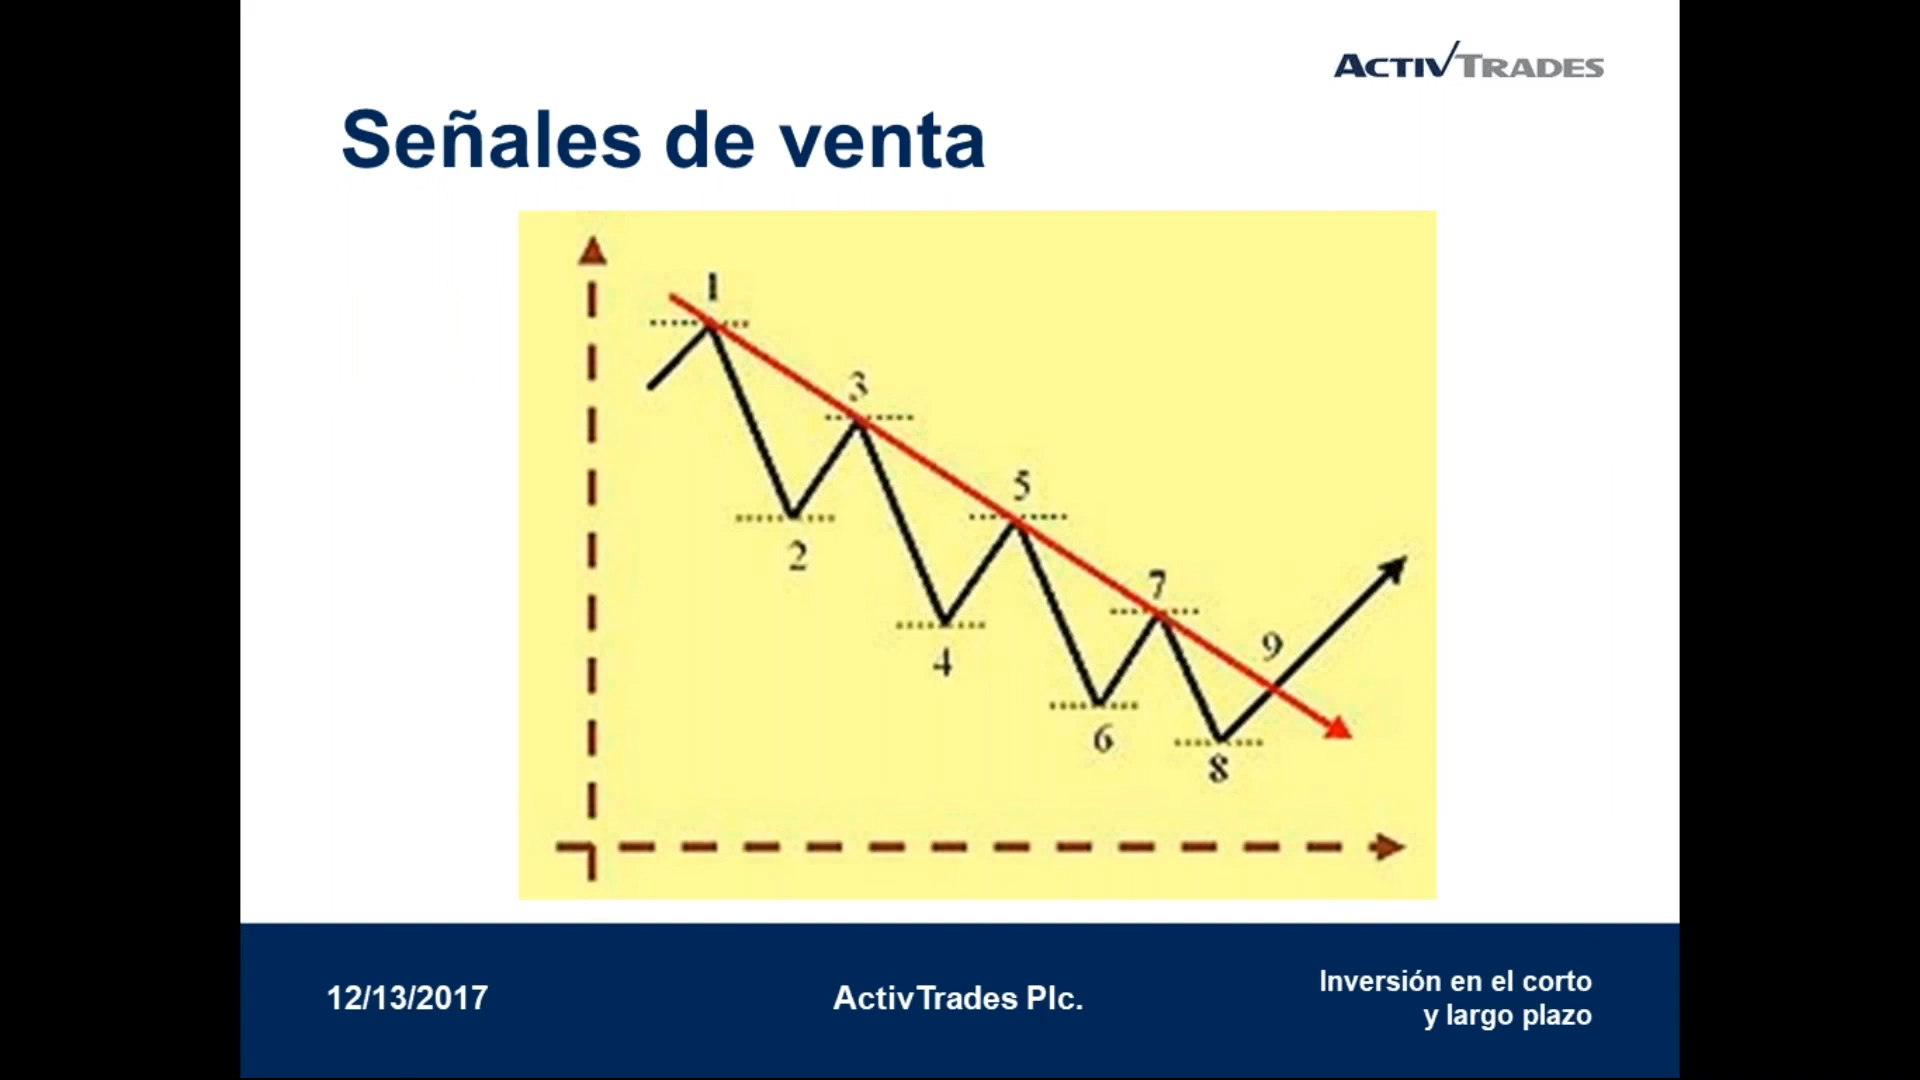 ACTIVTRADES
Señales de venta
1
3
5
2
7
9
4
6
8
12/13/2017
ActivTrades Plc.
Inversión en el corto
y largo plazo